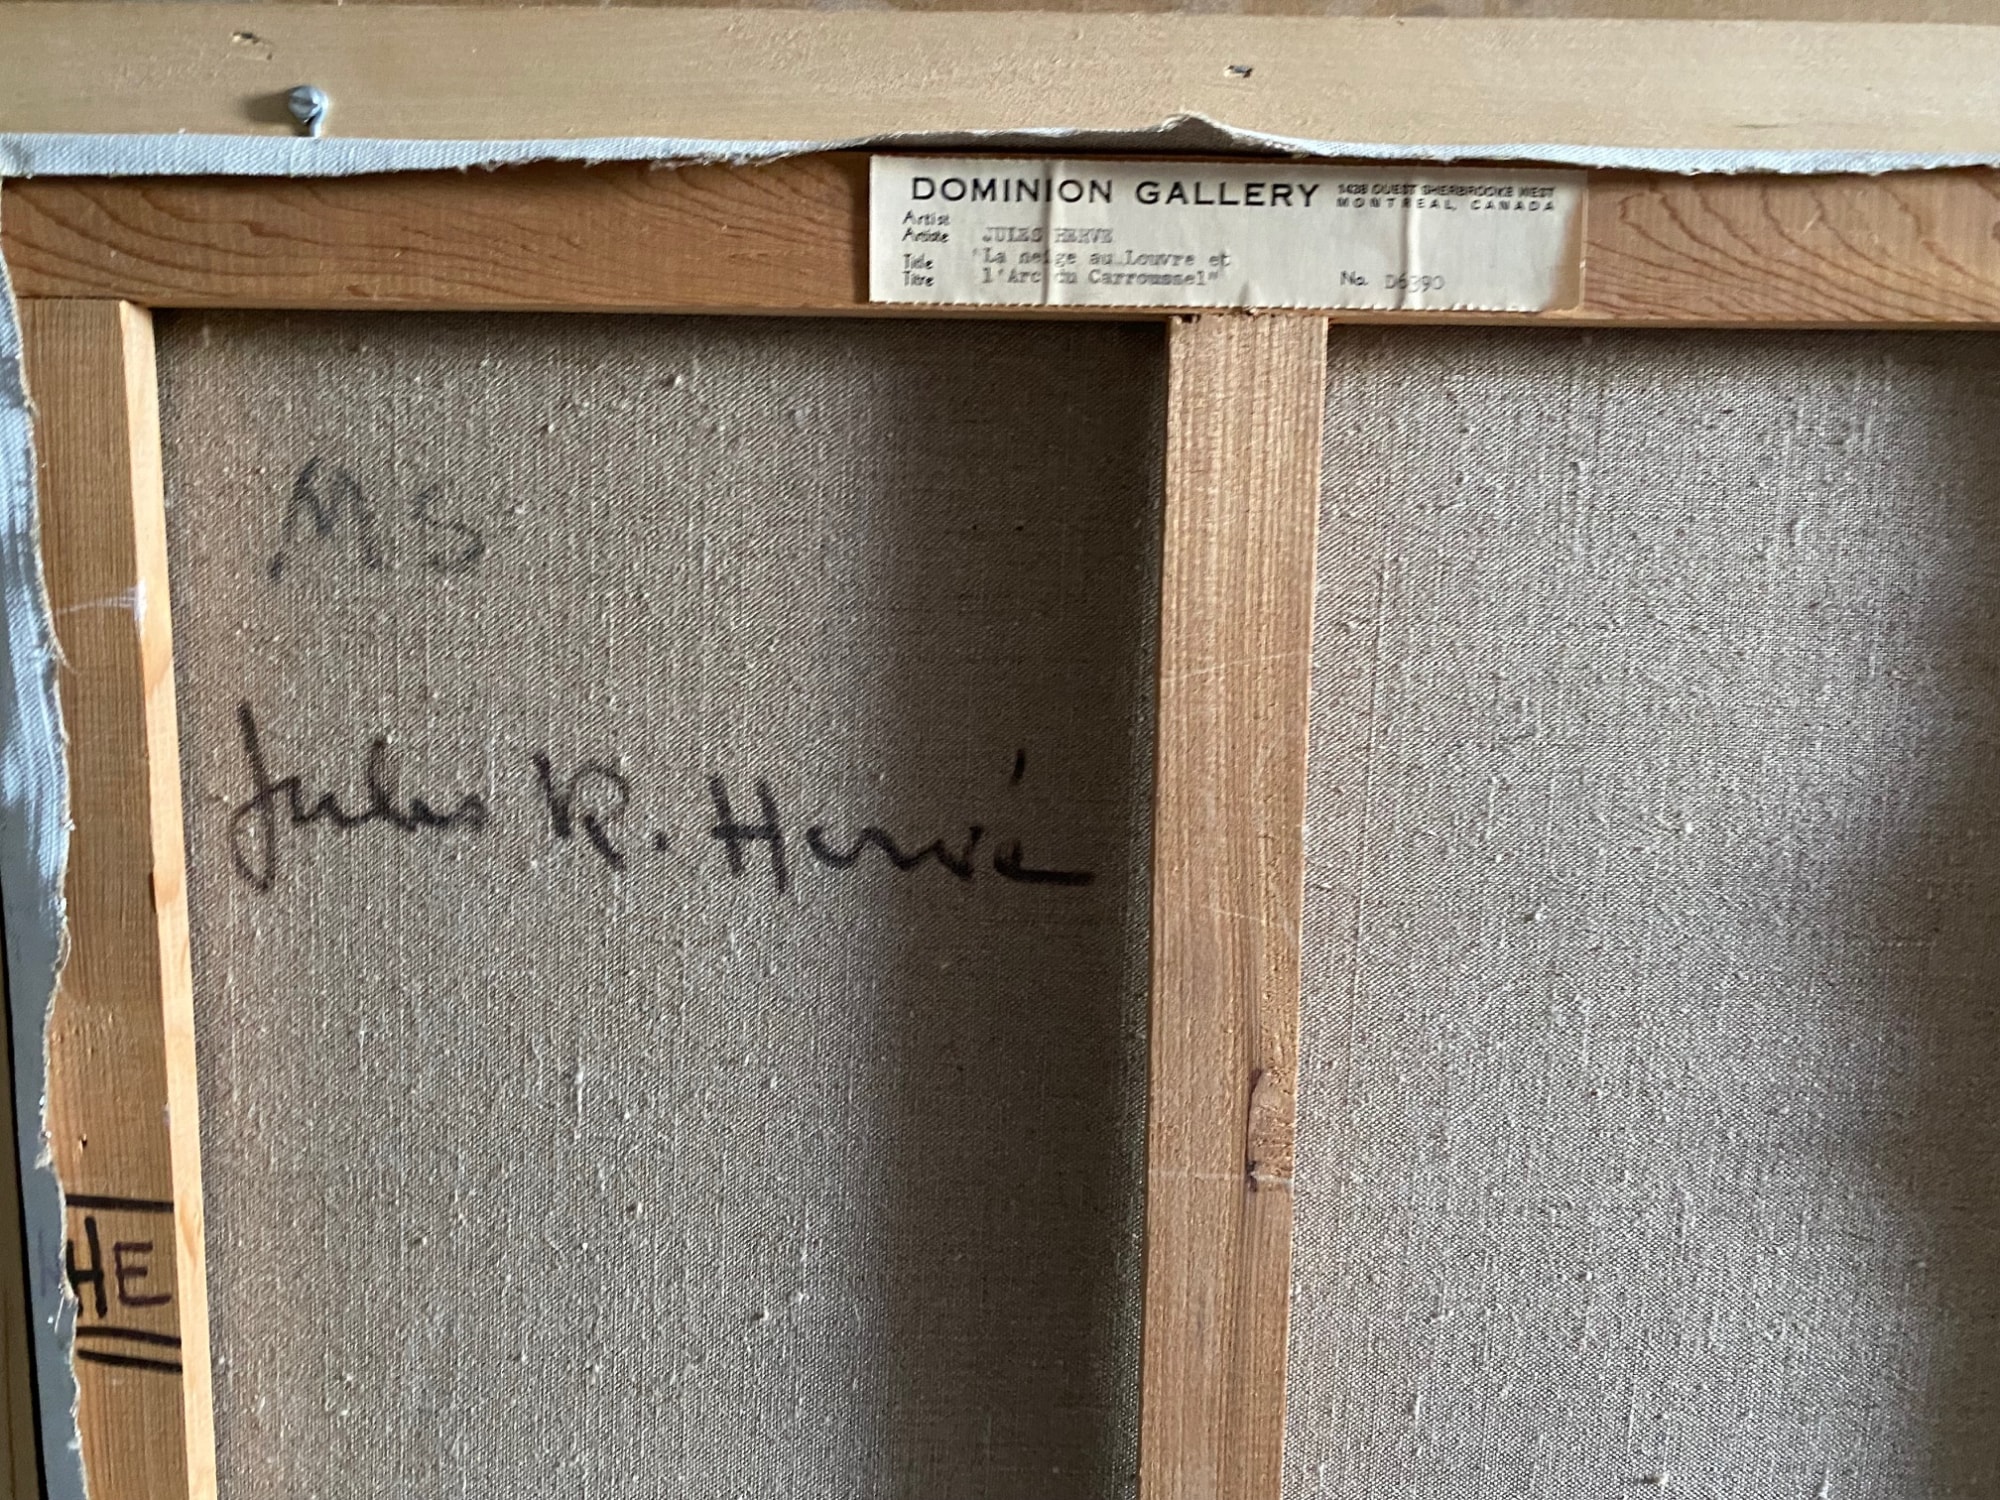 DOMINION GALLERY 1438 OUEST SHERBROOKE WEST
MONTREAL, CANADA
Artist
Artiste JULES HERVE
Title "La neige au Louvre et
Titre l'Arc du Carroussel" No. D6390
MS
Jules R. Hervé
HE